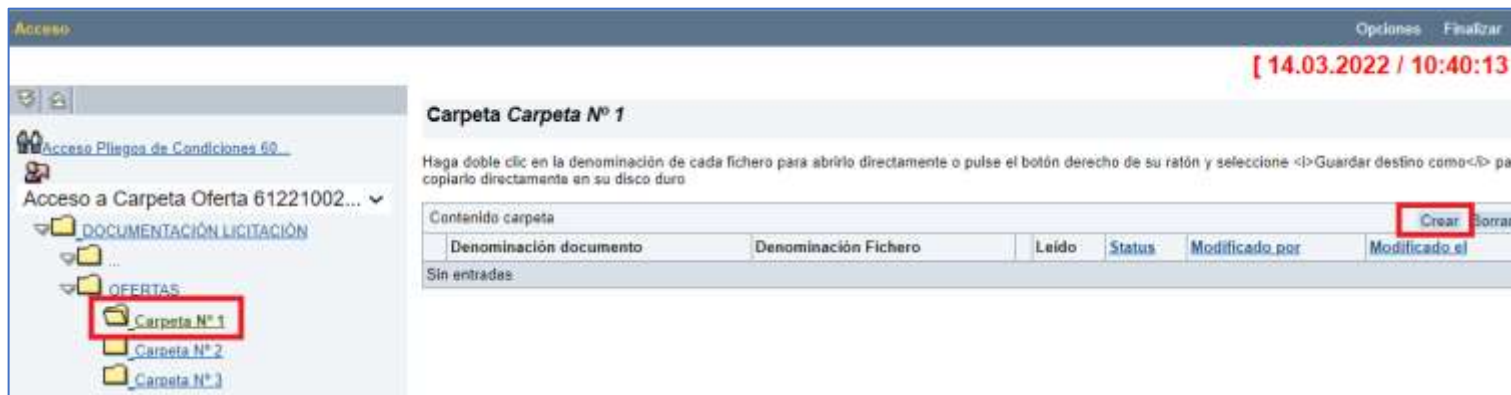 Acceso
Opciones Finalizar
[ 14.03.2022 / 10:40:13
Carpeta Carpeta Nº 1
Acceso Pliegos de Condiciones 60...
Haga doble clic en la denominación de cada fichero para abrirlo directamente o pulse el botón derecho de su ratón y seleccione <i>Guardar destino como</i> pa
copiarlo directamente en su disco duro
Acceso a Carpeta Oferta 61221002...
DOCUMENTACIÓN LICITACIÓN
...
OFERTAS
Carpeta Nº 1
Carpeta Nº 2
Carpeta Nº 3
Contenido carpeta
Crear Borrar
Denominación documento Denominación Fichero Leído Status Modificado por Modificado el
Sin entradas